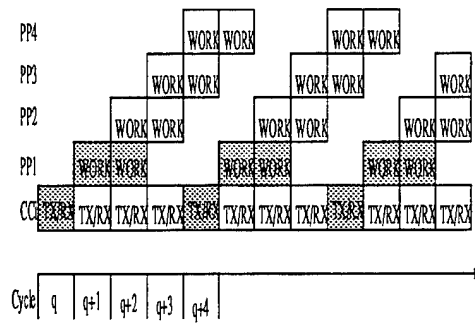 PP4 WORK WORK WORK WORK
PP3 WORK WORK WORK WORK WORK
PP2 WORK WORK WORK WORK WORK WORK
PP1 WORK WORK WORK WORK WORK WORK
CCI TX/RX TX/RX TX/RX TX/RX TX/RX TX/RX TX/RX TX/RX TX/RX TX/RX TX/RX TX/RX
Cycle q q+1 q+2 q+3 q+4